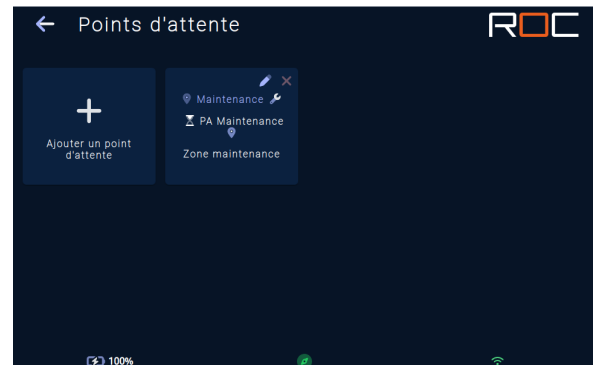 Points d'attente
ROC
Maintenance
PA Maintenance
Ajouter un point
d'attente
Zone maintenance
100%